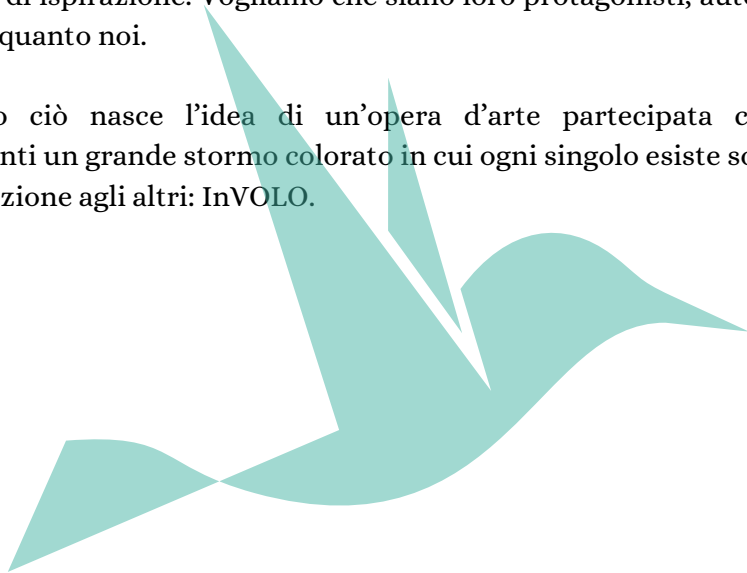 di ispirazione. Vogliamo che siano loro protagonisti, aut
quanto noi.
o ciò nasce l’idea di un’opera d’arte partecipata c
nti un grande stormo colorato in cui ogni singolo esiste so
zione agli altri: InVOLO.